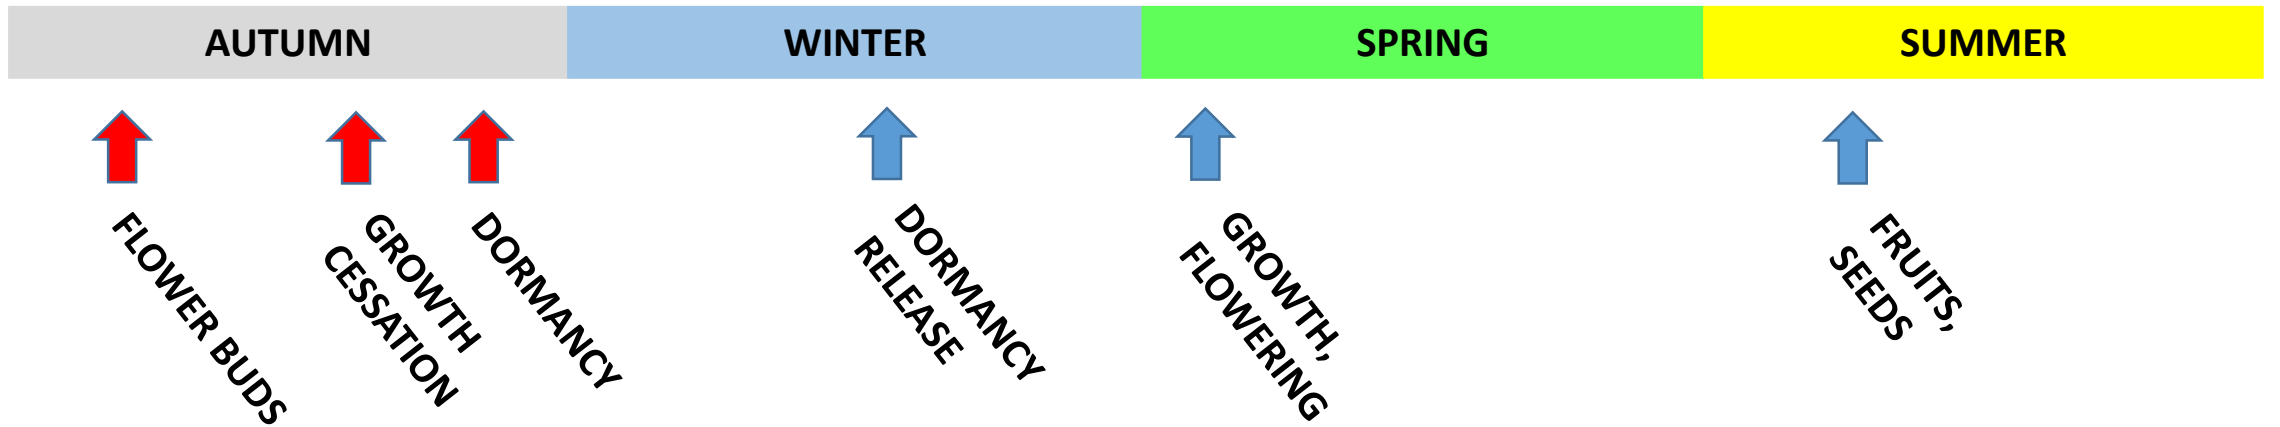 AUTUMN
WINTER
SPRING
SUMMER
FLOWER BUDS
GROWTH
CESSATION
DORMANCY
DORMANCY
RELEASE
GROWTH,
FLOWERING
FRUITS,
SEEDS